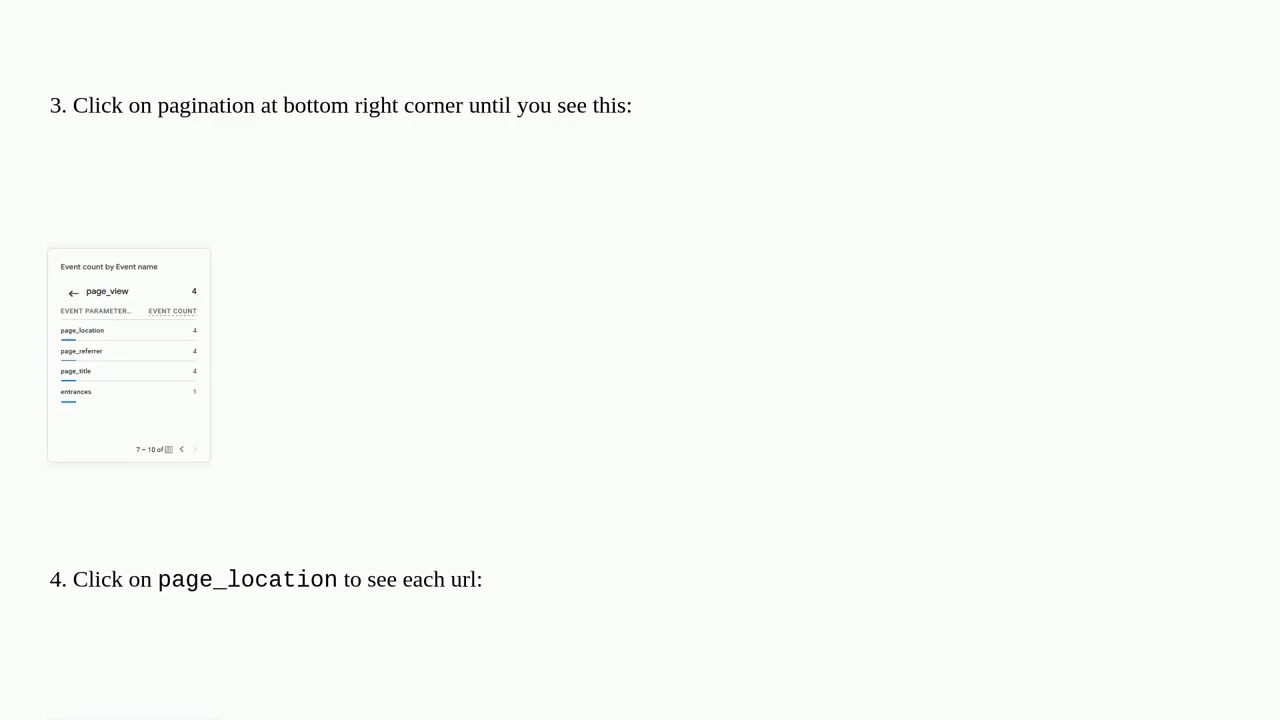 3. Click on pagination at bottom right corner until you see this:
Event count by Event name
page_view 4
EVENT PARAMETER... EVENT COUNT
page_location 4
page_referrer 4
page_title 4
entrances 1
7 – 10 of
4. Click on page_location to see each url: